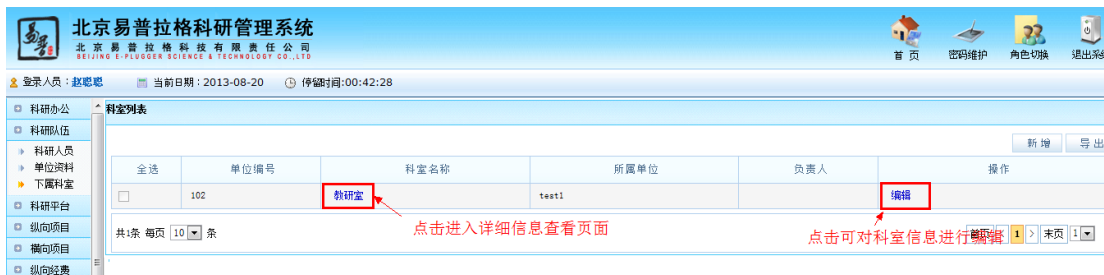 北京易普拉格科研管理系统
北京易普拉格科技有限责任公司
BEIJING E-PLUGGER SCIENCE & TECHNOLOGY CO.,LTD
首页 密码维护 角色切换 退出系
登录人员：赵聪聪 当前日期：2013-08-20 停留时间:00:42:28
科研办公
科研队伍
科研人员
单位资料
下属科室
科研平台
纵向项目
横向项目
纵向经费
科室列表
新增 导出
全选 单位编号 科室名称 所属单位 负责人 操作
102 教研室 test1 编辑
点击进入详细信息查看页面
点击可对科室信息进行编辑
共1条 每页 10 条
1 > 末页 1